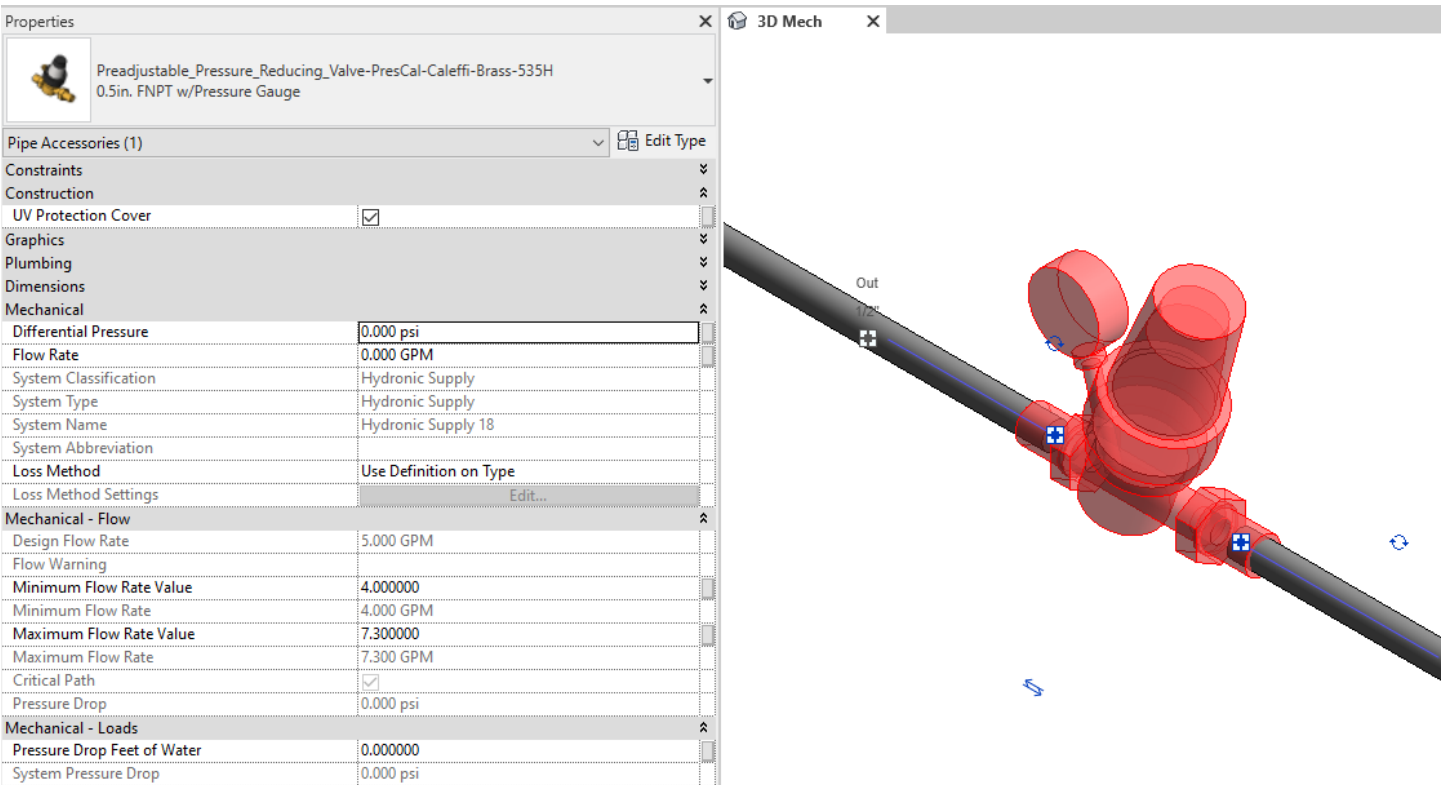 Properties
Preadjustable_Pressure_Reducing_Valve-PresCal-Caleffi-Brass-535H
0.5in. FNPT w/Pressure Gauge
Pipe Accessories (1)
Edit Type
Constraints
Construction
UV Protection Cover
Graphics
Plumbing
Dimensions
Mechanical
Differential Pressure 0.000 psi
Flow Rate 0.000 GPM
System Classification Hydronic Supply
System Type Hydronic Supply
System Name Hydronic Supply 18
System Abbreviation
Loss Method Use Definition on Type
Loss Method Settings Edit...
Mechanical - Flow
Design Flow Rate 5.000 GPM
Flow Warning
Minimum Flow Rate Value 4.000000
Minimum Flow Rate 4.000 GPM
Maximum Flow Rate Value 7.300000
Maximum Flow Rate 7.300 GPM
Critical Path
Pressure Drop 0.000 psi
Mechanical - Loads
Pressure Drop Feet of Water 0.000000
System Pressure Drop 0.000 psi
3D Mech
Out
1/2"